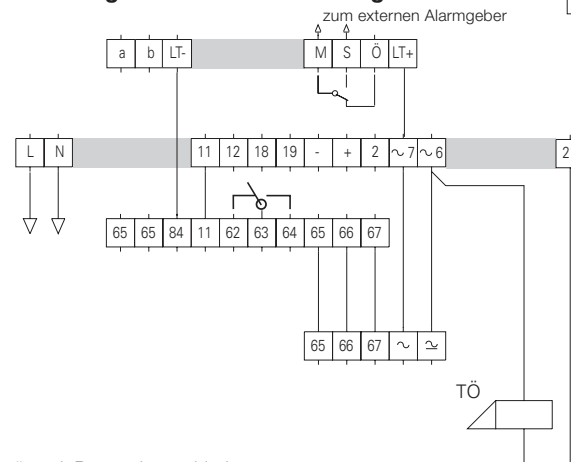 zum externen Alarmgeber
a b LT- M S Ö LT+
L N 11 12 18 19 - + 2 ~7 ~6 2
65 65 84 11 62 63 64 65 66 67
65 66 67 ~ ≃
TÖ